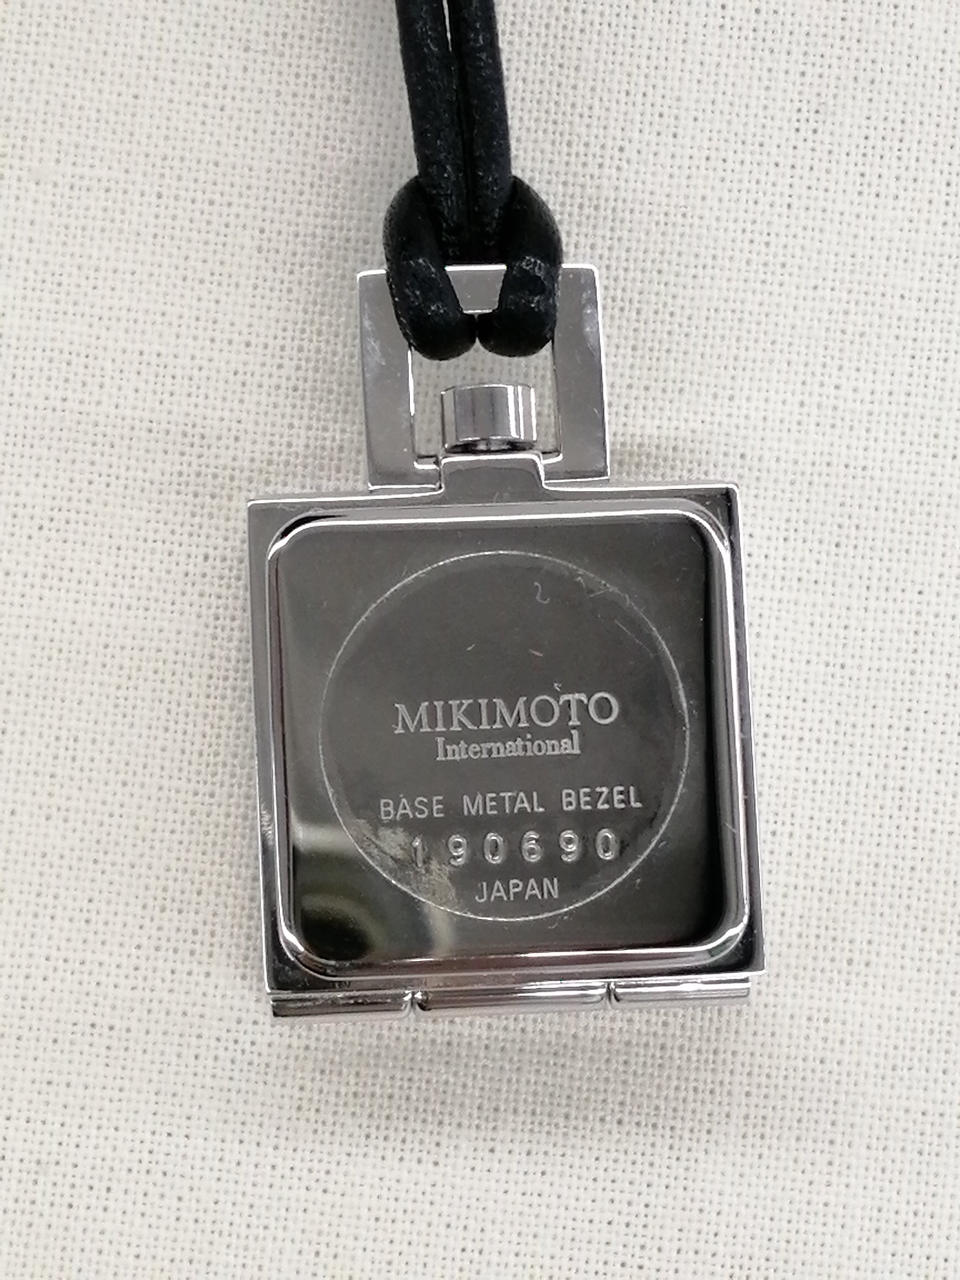 MIKIMOTO
International
BASE METAL BEZEL
190690
JAPAN